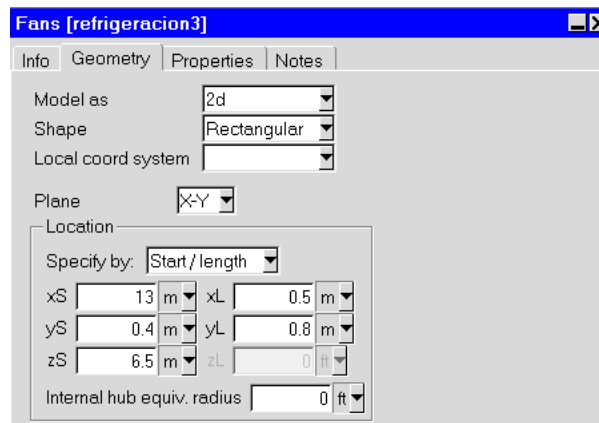 Fans [refrigeracion3]
Info Geometry Properties Notes
Model as 2d
Shape Rectangular
Local coord system
Plane X-Y
Location
Specify by: Start / length
xS 13 m xL 0.5 m
yS 0.4 m yL 0.8 m
zS 6.5 m zL 0 ft
Internal hub equiv. radius 0 ft